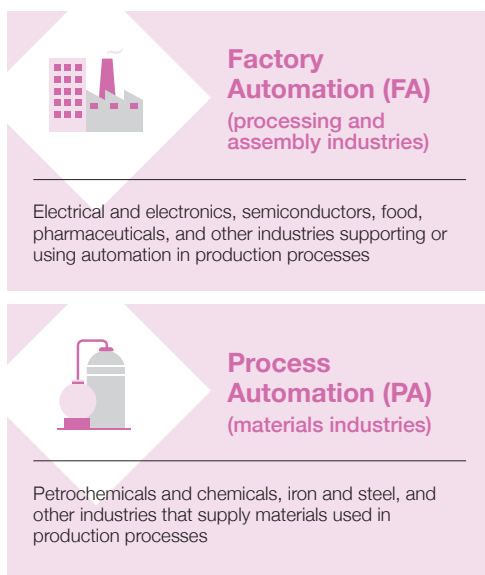 Factory
Automation (FA)
(processing and
assembly industries)
Electrical and electronics, semiconductors, food,
pharmaceuticals, and other industries supporting or
using automation in production processes
Process
Automation (PA)
(materials industries)
Petrochemicals and chemicals, iron and steel, and
other industries that supply materials used in
production processes